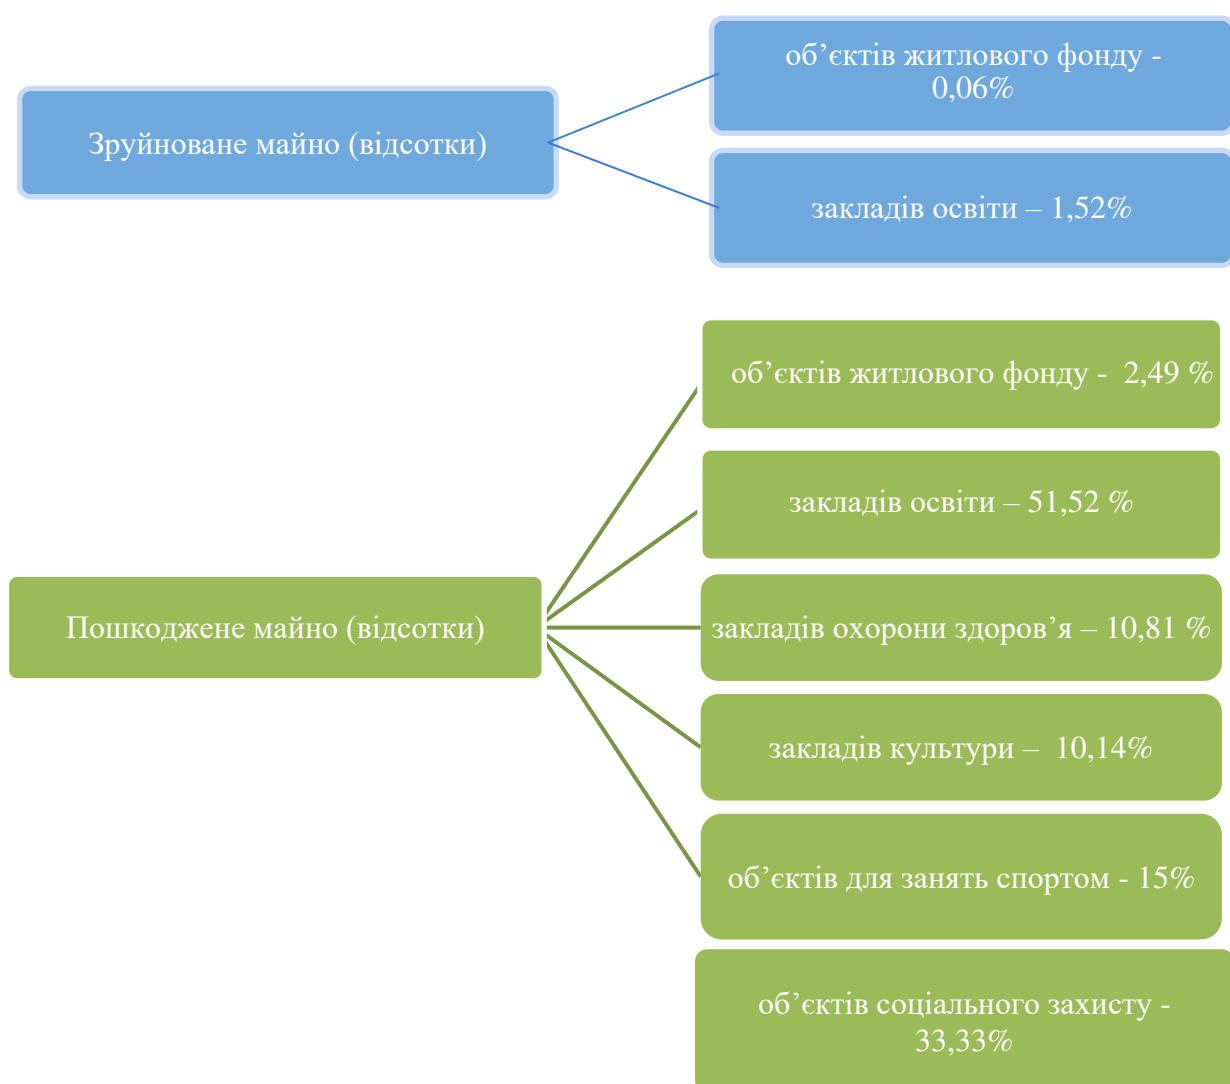 об’єктів житлового фонду -
0,06%
Зруйноване майно (відсотки)
закладів освіти – 1,52%
об’єктів житлового фонду - 2,49 %
закладів освіти – 51,52 %
Пошкоджене майно (відсотки)
закладів охорони здоров’я – 10,81 %
закладів культури – 10,14%
об’єктів для занять спортом - 15%
об’єктів соціального захисту -
33,33%